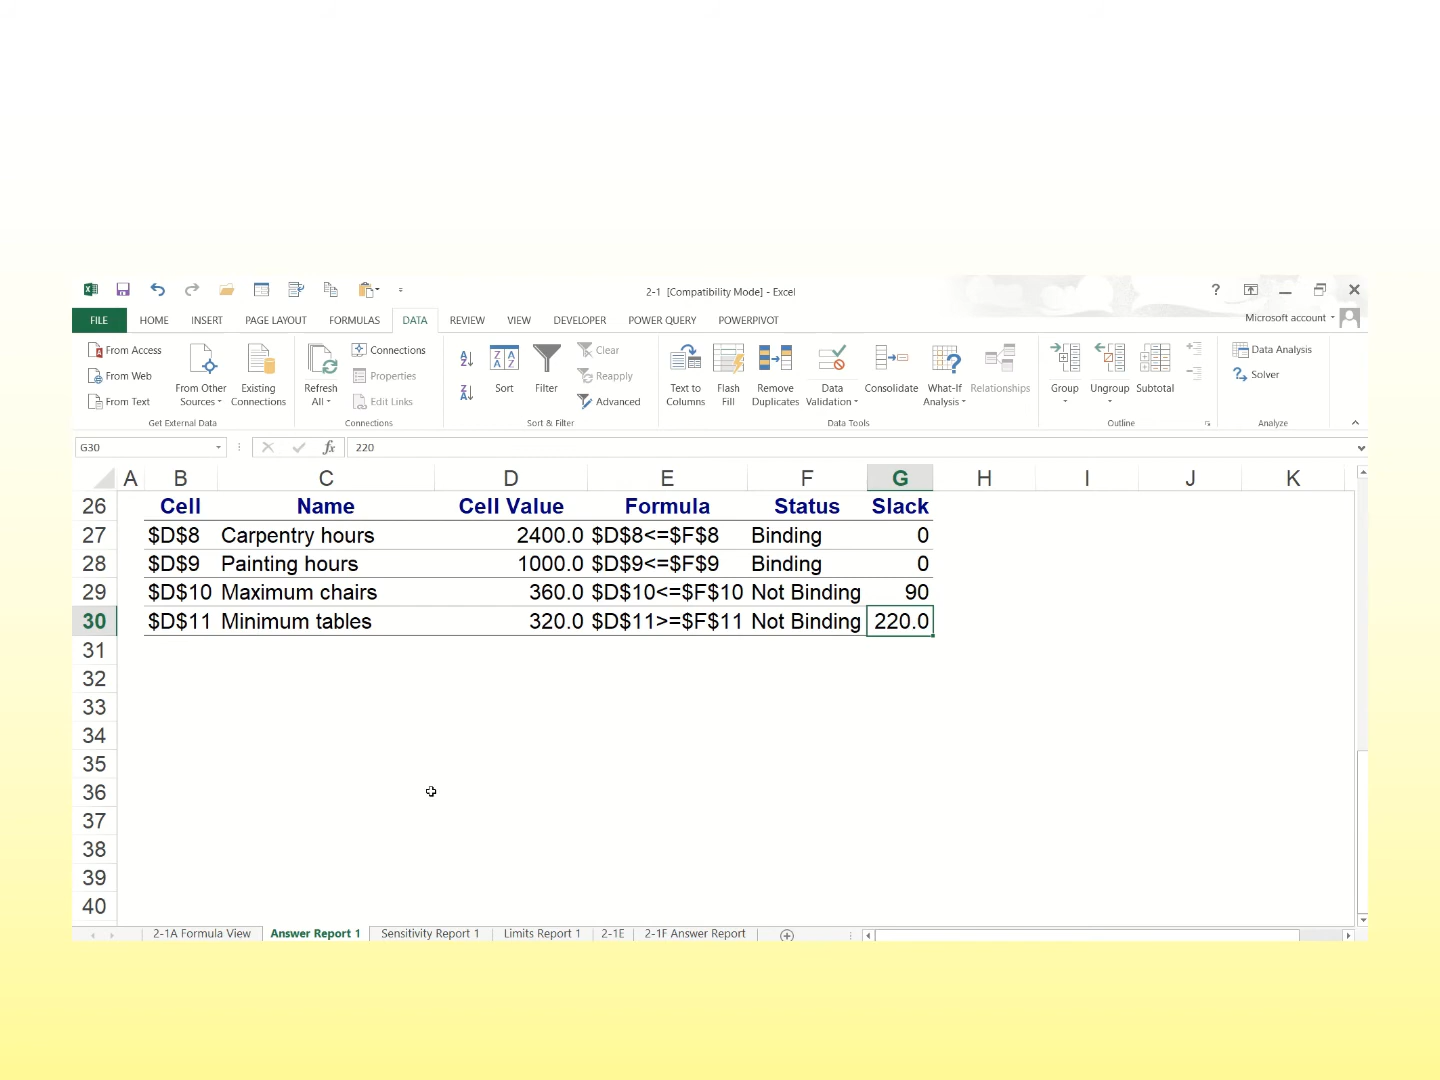 2-1 [Compatibility Mode] - Excel
?
FILE HOME INSERT PAGE LAYOUT FORMULAS DATA REVIEW VIEW DEVELOPER POWER QUERY POWERPIVOT Microsoft account
From Access
From Web
From Text
From Other Sources
Existing Connections
Get External Data
Refresh All
Connections
Properties
Edit Links
Connections
Sort
Filter
Clear
Reapply
Advanced
Sort & Filter
Text to Columns
Flash Fill
Remove Duplicates
Data Validation
Consolidate
What-If Analysis
Relationships
Data Tools
Group
Ungroup
Subtotal
Outline
Data Analysis
Solver
Analyze
G30 fx 220
A B C D E F G H I J K
26 Cell Name Cell Value Formula Status Slack
27 $D$8 Carpentry hours 2400.0 $D$8<=$F$8 Binding 0
28 $D$9 Painting hours 1000.0 $D$9<=$F$9 Binding 0
29 $D$10 Maximum chairs 360.0 $D$10<=$F$10 Not Binding 90
30 $D$11 Minimum tables 320.0 $D$11>=$F$11 Not Binding 220.0
31
32
33
34
35
36
37
38
39
40
2-1A Formula View Answer Report 1 Sensitivity Report 1 Limits Report 1 2-1E 2-1F Answer Report